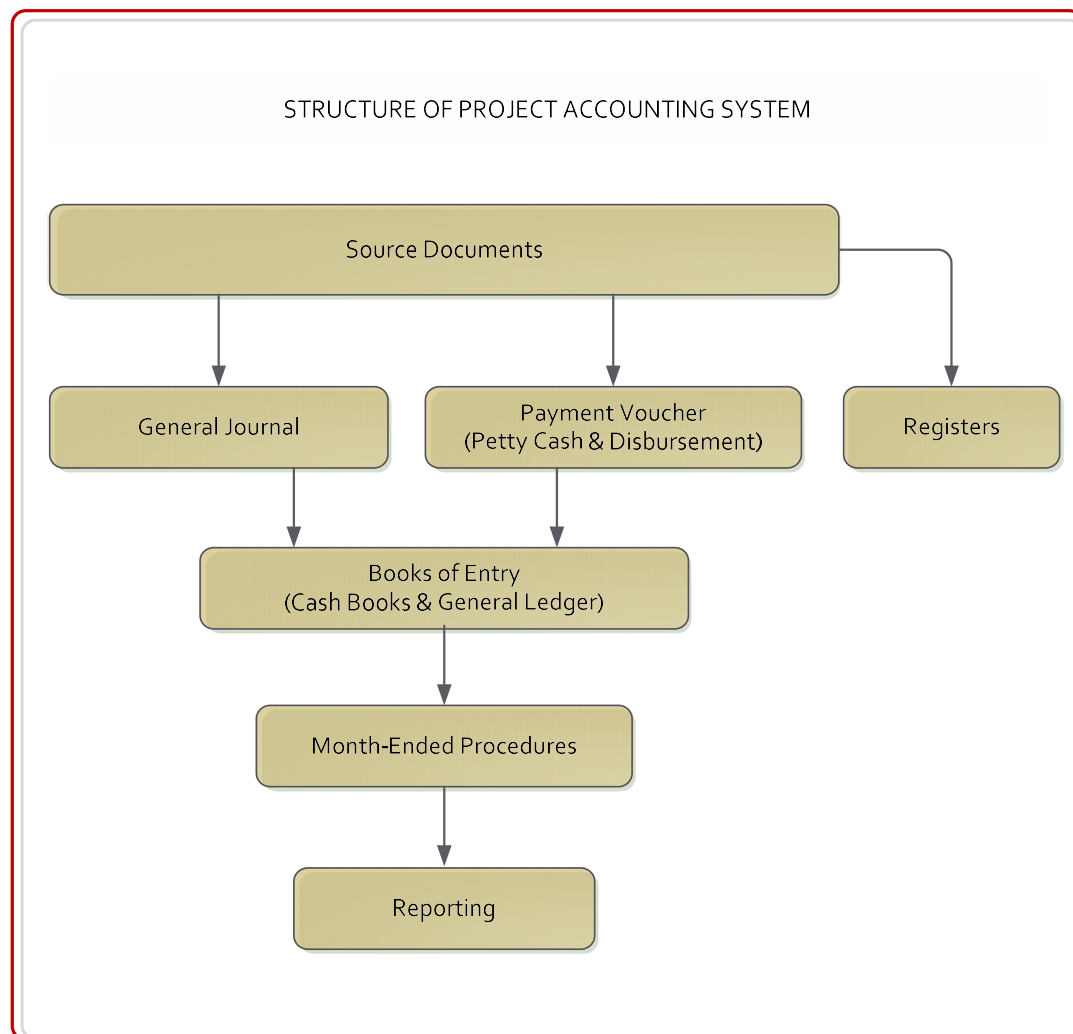 STRUCTURE OF PROJECT ACCOUNTING SYSTEM
Source Documents
General Journal
Payment Voucher
(Petty Cash & Disbursement)
Registers
Books of Entry
(Cash Books & General Ledger)
Month-Ended Procedures
Reporting